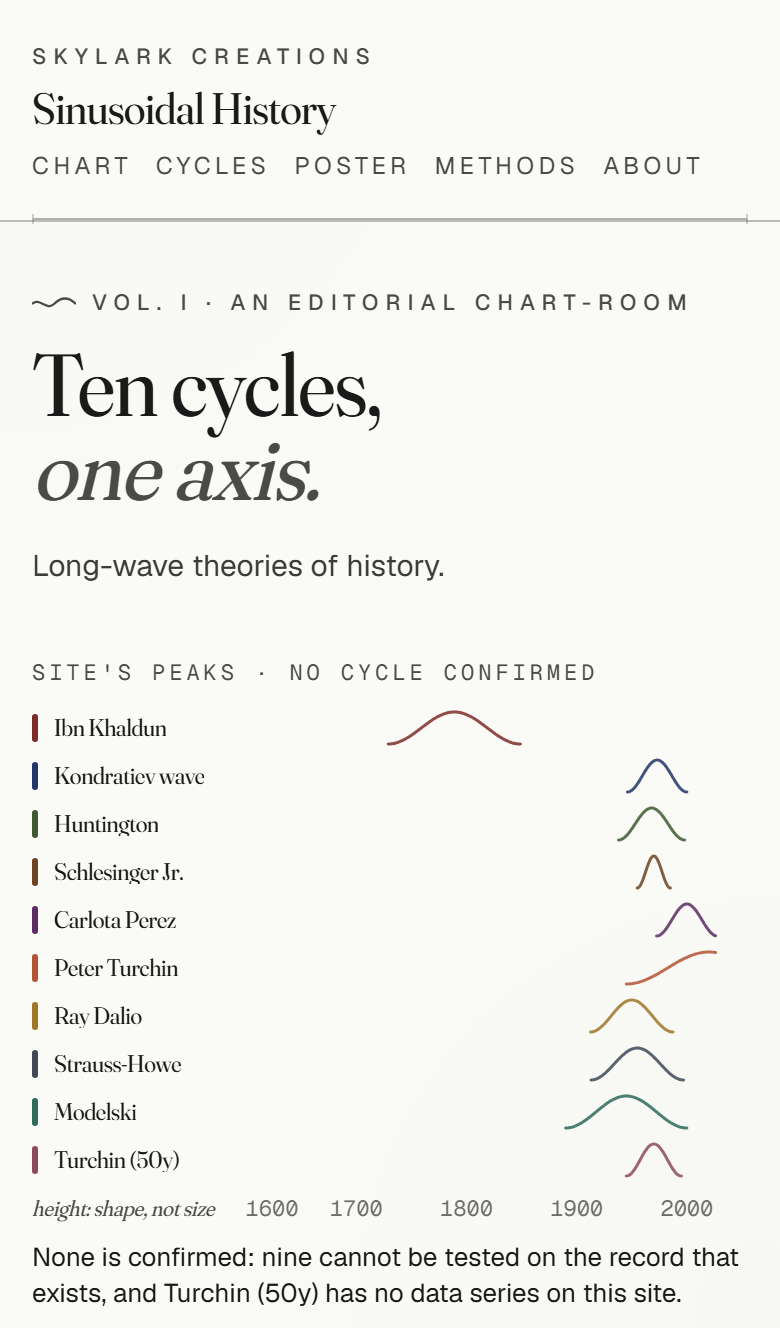 SKYLARK CREATIONS
Sinusoidal History
CHART CYCLES POSTER METHODS ABOUT
VOL. I · AN EDITORIAL CHART-ROOM
Ten cycles,
one axis.
Long-wave theories of history.
SITE'S PEAKS · NO CYCLE CONFIRMED
Ibn Khaldun
Kondratiev wave
Huntington
Schlesinger Jr.
Carlota Perez
Peter Turchin
Ray Dalio
Strauss-Howe
Modelski
Turchin (50y)
height: shape, not size 1600 1700 1800 1900 2000
None is confirmed: nine cannot be tested on the record that
exists, and Turchin (50y) has no data series on this site.